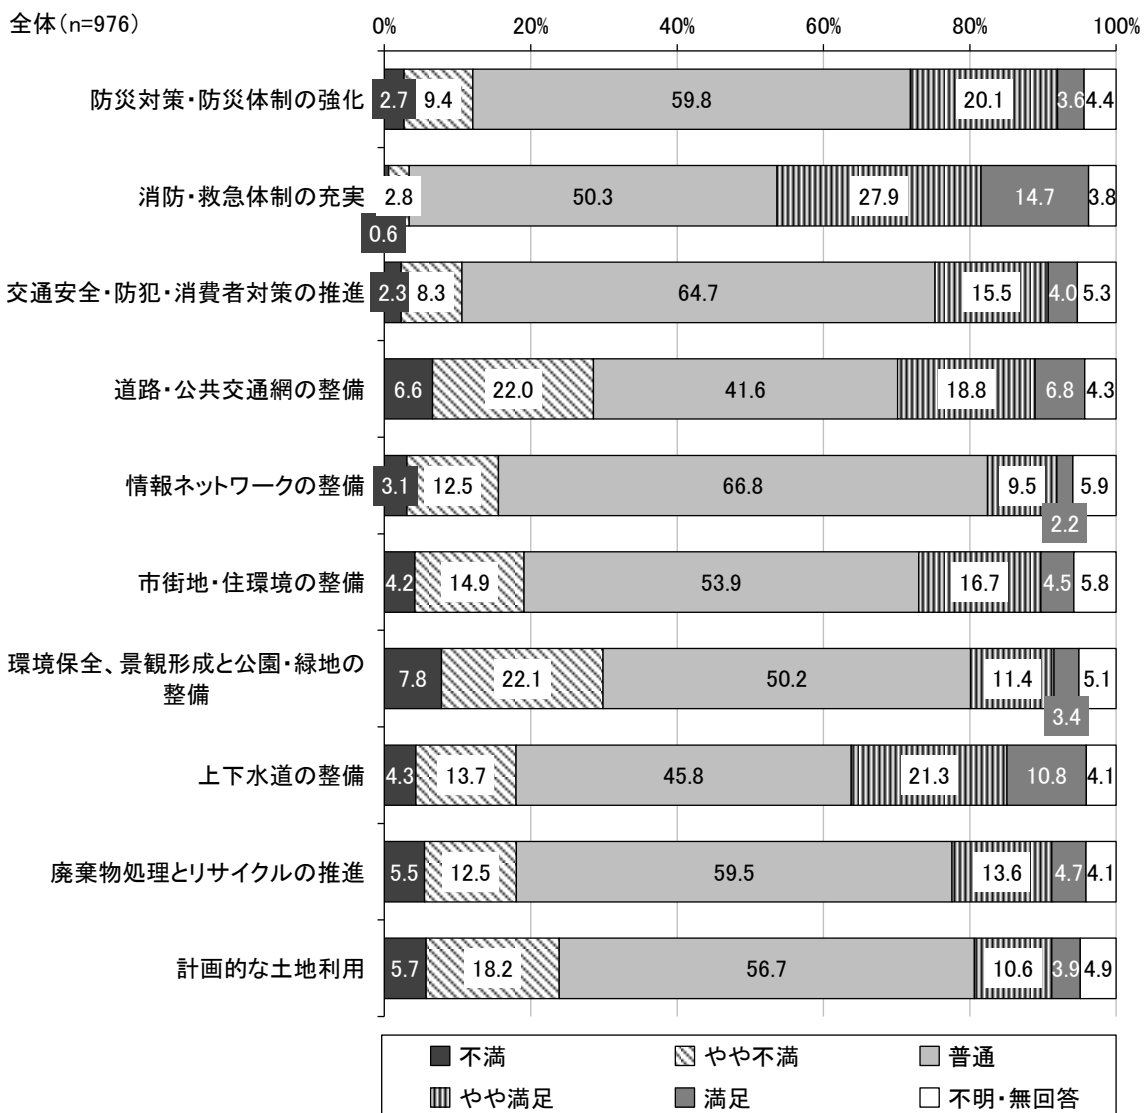 全体（n=976）
0% 20% 40% 60% 80% 100%
防災対策・防災体制の強化 2.7 9.4 59.8 20.1 3.6 4.4
消防・救急体制の充実 0.6 2.8 50.3 27.9 14.7 3.8
交通安全・防犯・消費者対策の推進 2.3 8.3 64.7 15.5 4.0 5.3
道路・公共交通網の整備 6.6 22.0 41.6 18.8 6.8 4.3
情報ネットワークの整備 3.1 12.5 66.8 9.5 2.2 5.9
市街地・住環境の整備 4.2 14.9 53.9 16.7 4.5 5.8
環境保全、景観形成と公園・緑地の
整備 7.8 22.1 50.2 11.4 3.4 5.1
上下水道の整備 4.3 13.7 45.8 21.3 10.8 4.1
廃棄物処理とリサイクルの推進 5.5 12.5 59.5 13.6 4.7 4.1
計画的な土地利用 5.7 18.2 56.7 10.6 3.9 4.9
不満 やや不満 普通
やや満足 満足 不明・無回答